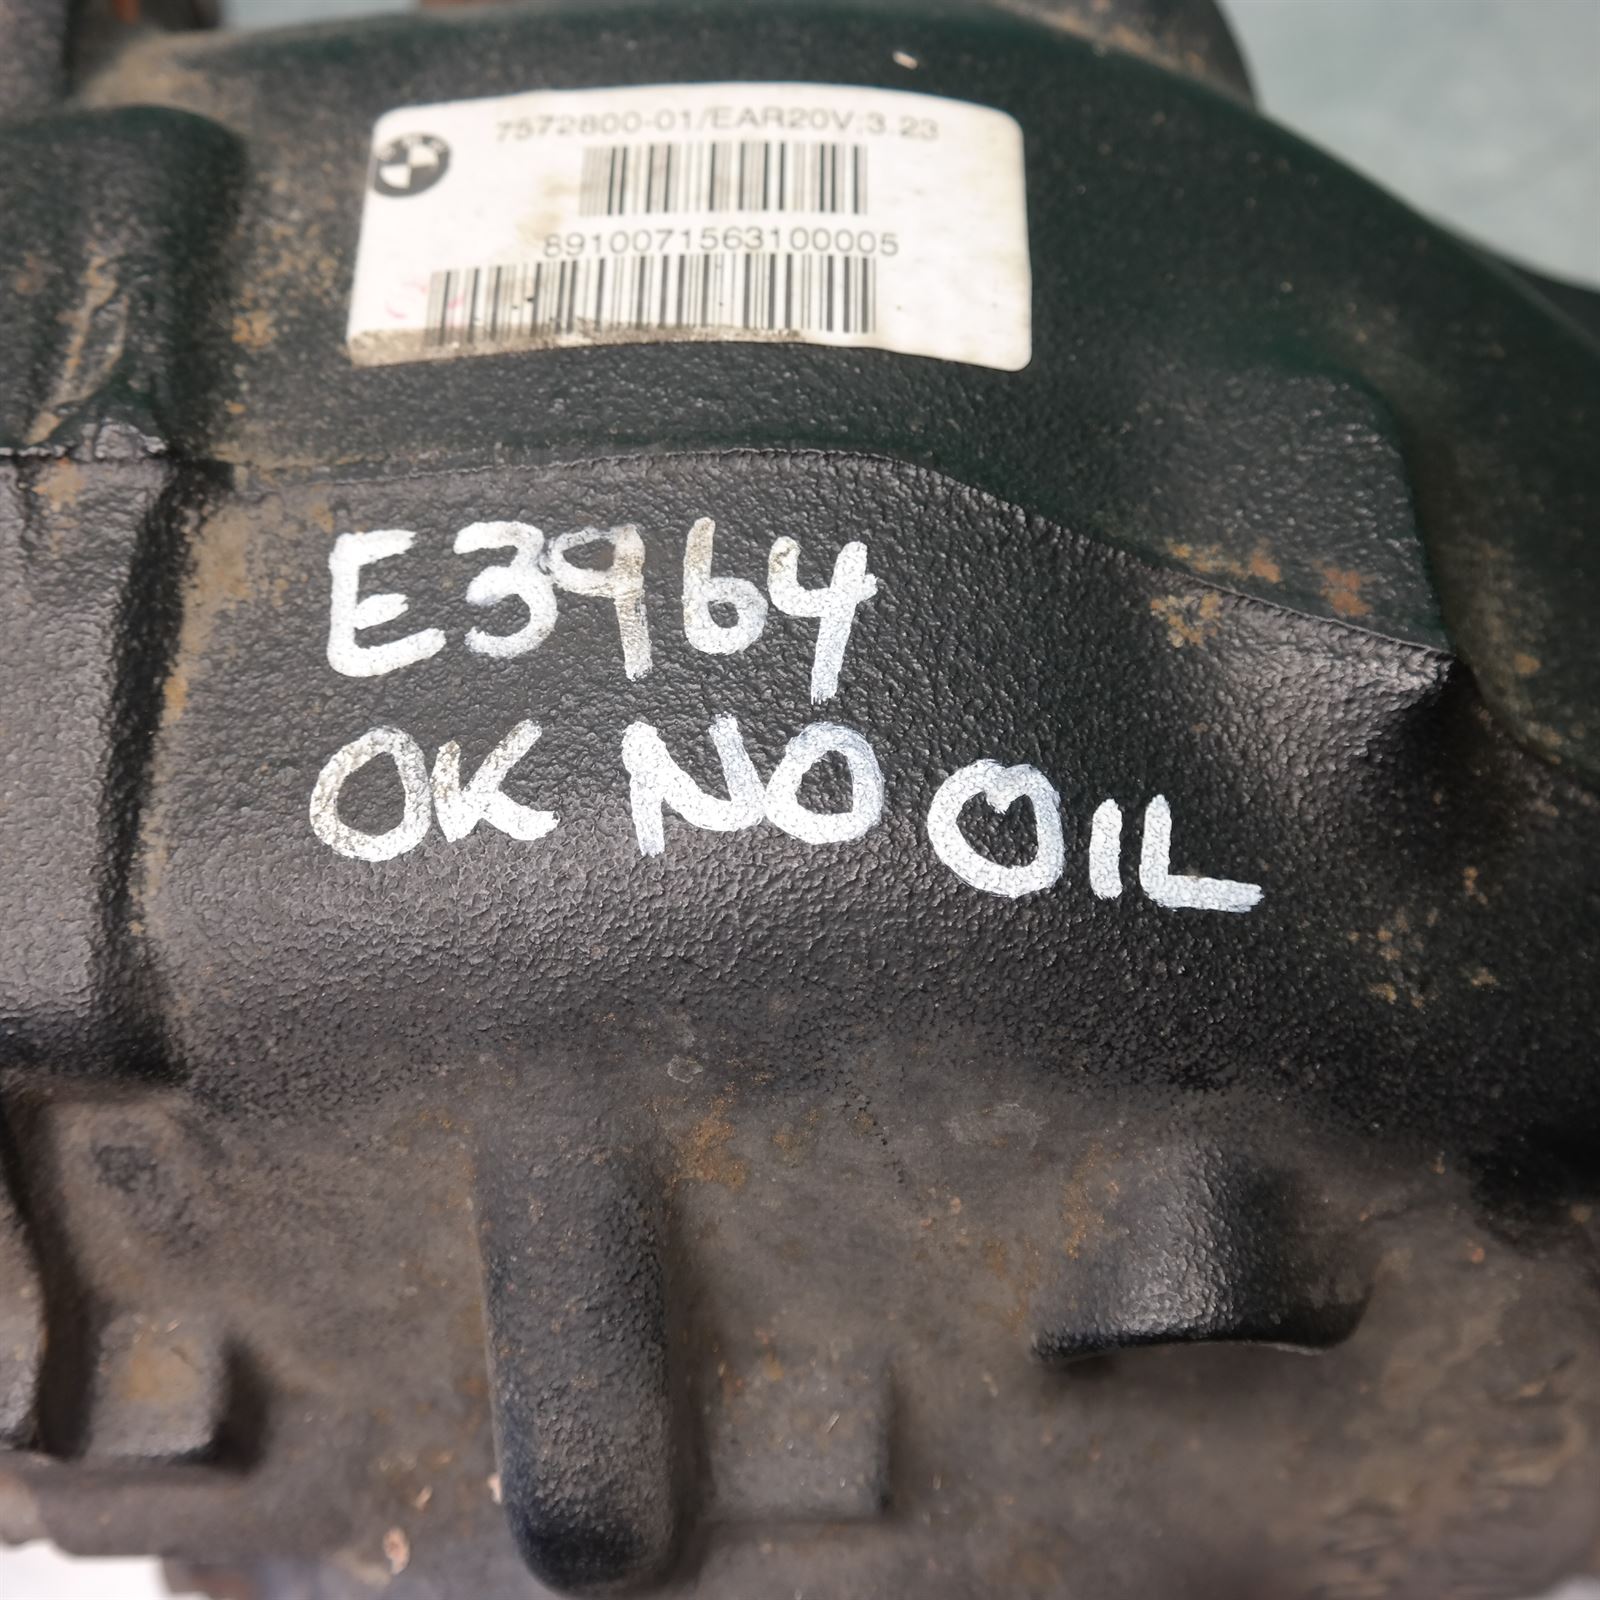 7572800-01/EAR20V;3.23
8910071563100005
E3964
OK NO OIL